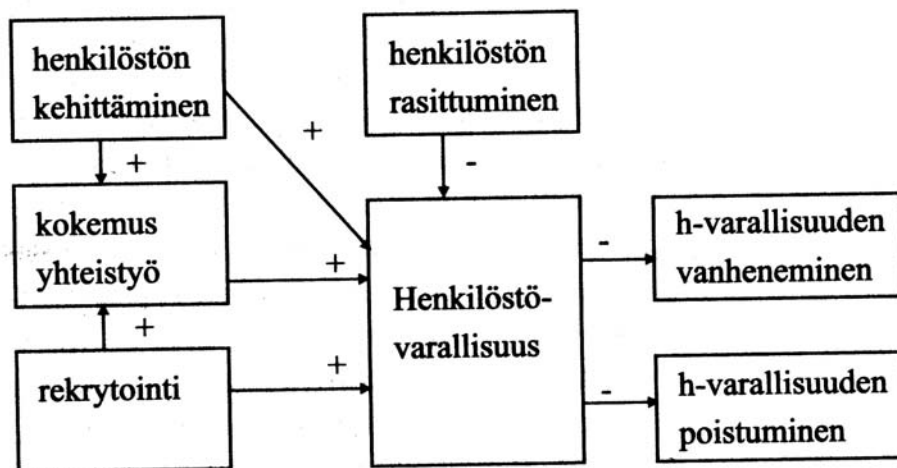 henkilöstön
kehittäminen
henkilöstön
rasittuminen
+
+
-
kokemus
yhteistyö
+
Henkilöstö-
varallisuus
-
h-varallisuuden
vanheneminen
+
rekrytointi
+
-
h-varallisuuden
poistuminen